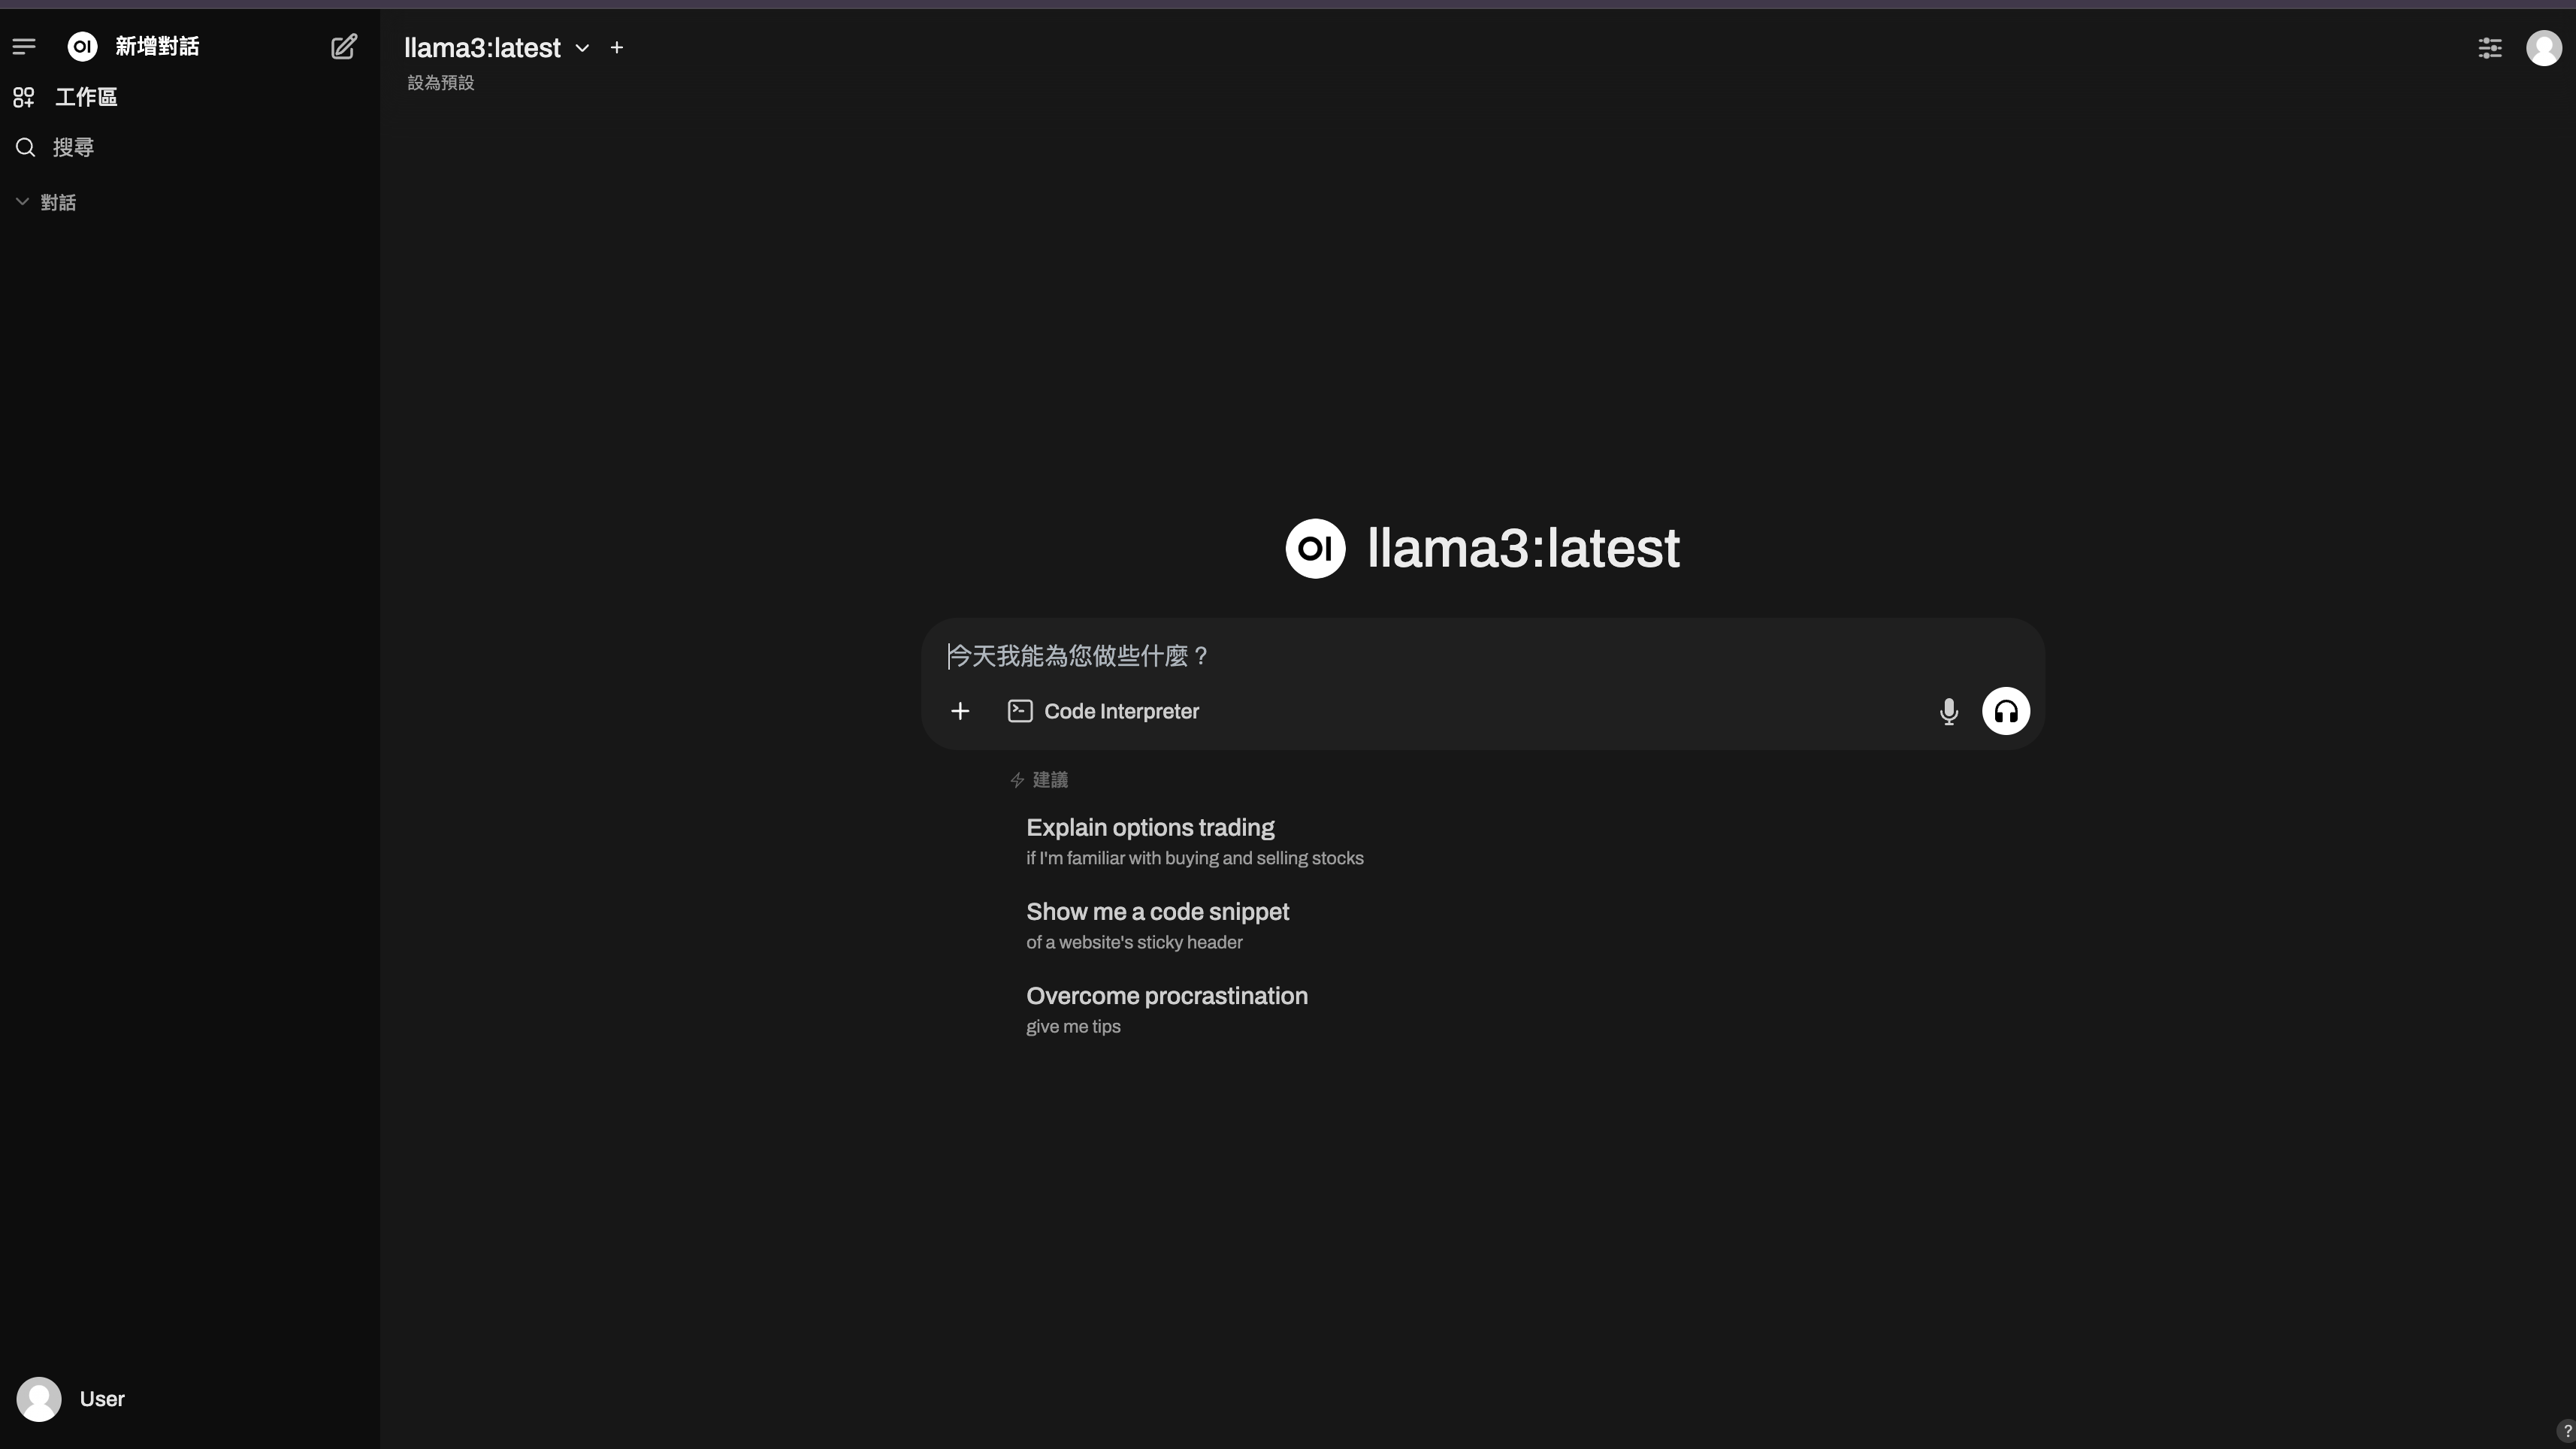 OI 新增對話
工作區
搜尋
對話
llama3:latest
設為預設
OI llama3:latest
今天我能為您做些什麼？
Code Interpreter
建議
Explain options trading
if I'm familiar with buying and selling stocks
Show me a code snippet
of a website's sticky header
Overcome procrastination
give me tips
User
?